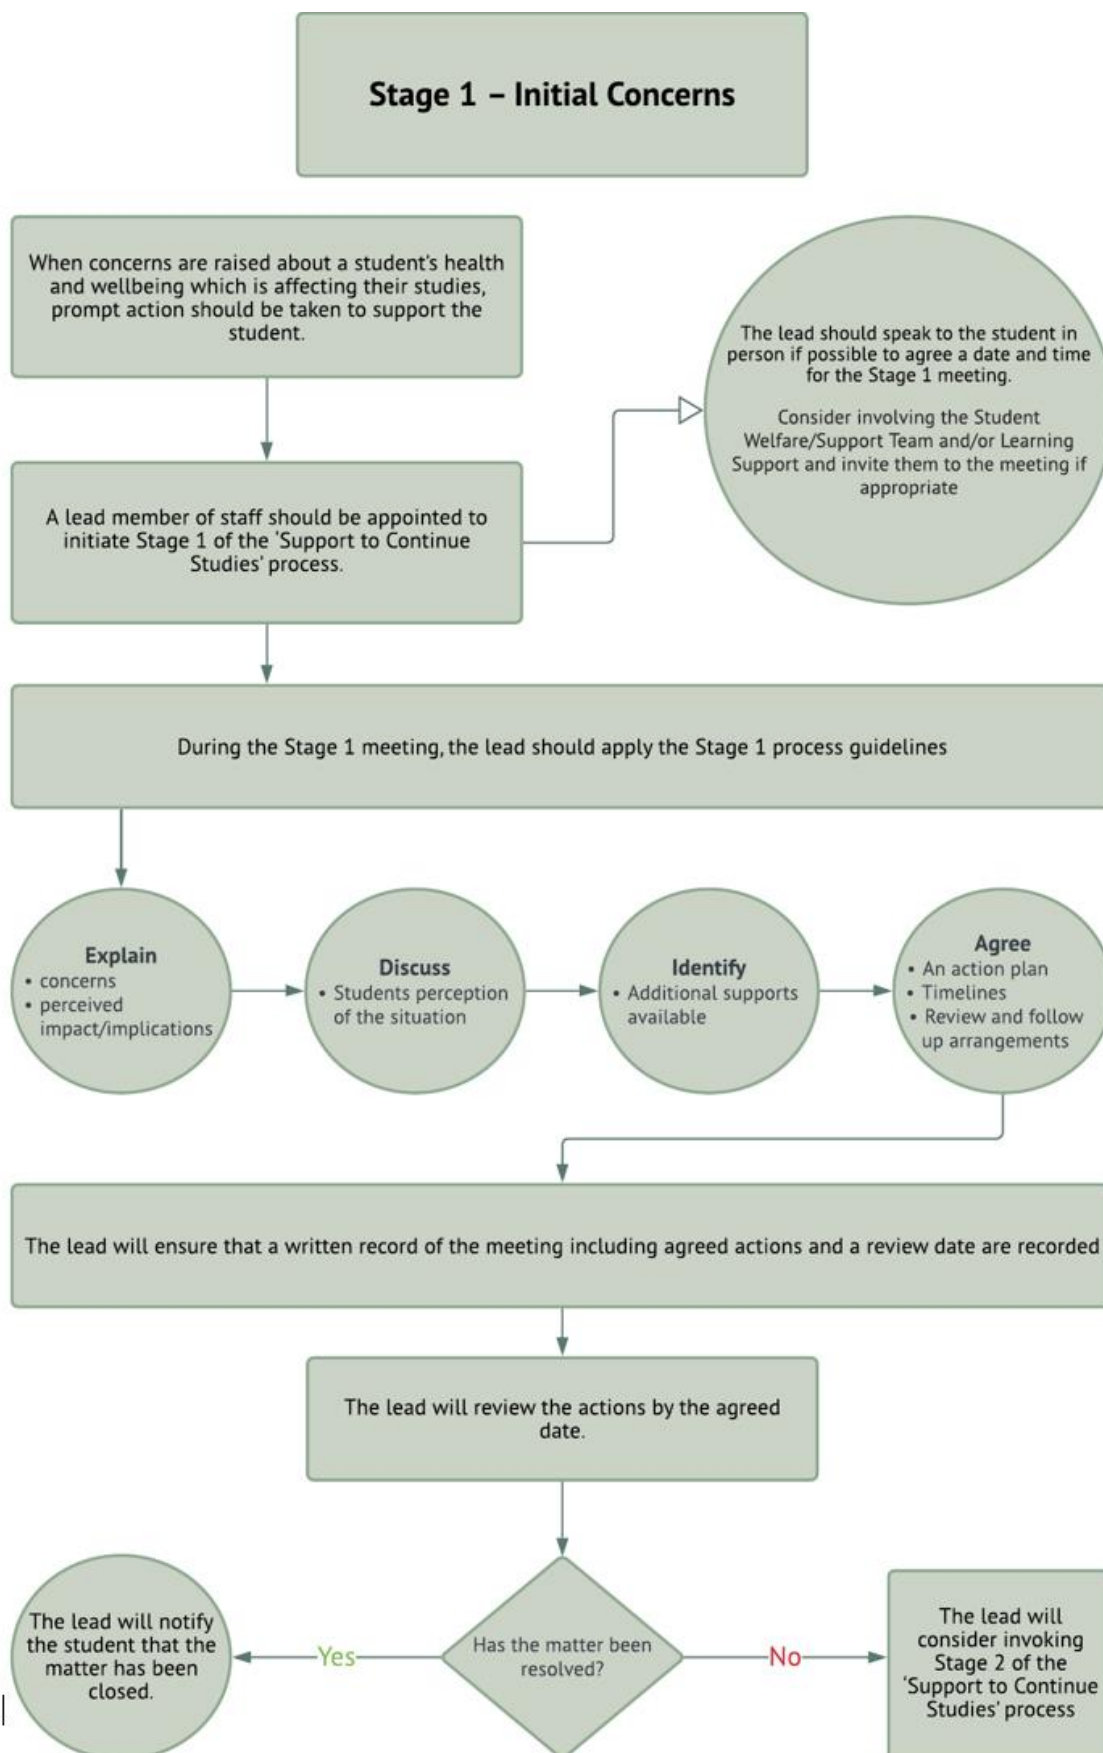 Stage 1 – Initial Concerns
When concerns are raised about a student's health
and wellbeing which is affecting their studies,
prompt action should be taken to support the
student.
The lead should speak to the student in
person if possible to agree a date and time
for the Stage 1 meeting.
Consider involving the Student
Welfare/Support Team and/or Learning
Support and invite them to the meeting if
appropriate
A lead member of staff should be appointed to
initiate Stage 1 of the ‘Support to Continue
Studies’ process.
During the Stage 1 meeting, the lead should apply the Stage 1 process guidelines
Explain
• concerns
• perceived
impact/implications
Discuss
• Students perception
of the situation
Identify
• Additional supports
available
Agree
• An action plan
• Timelines
• Review and follow
up arrangements
The lead will ensure that a written record of the meeting including agreed actions and a review date are recorded
The lead will review the actions by the agreed
date.
The lead will notify
the student that the
matter has been
closed.
Yes
Has the matter been
resolved?
No
The lead will
consider invoking
Stage 2 of the
‘Support to Continue
Studies’ process